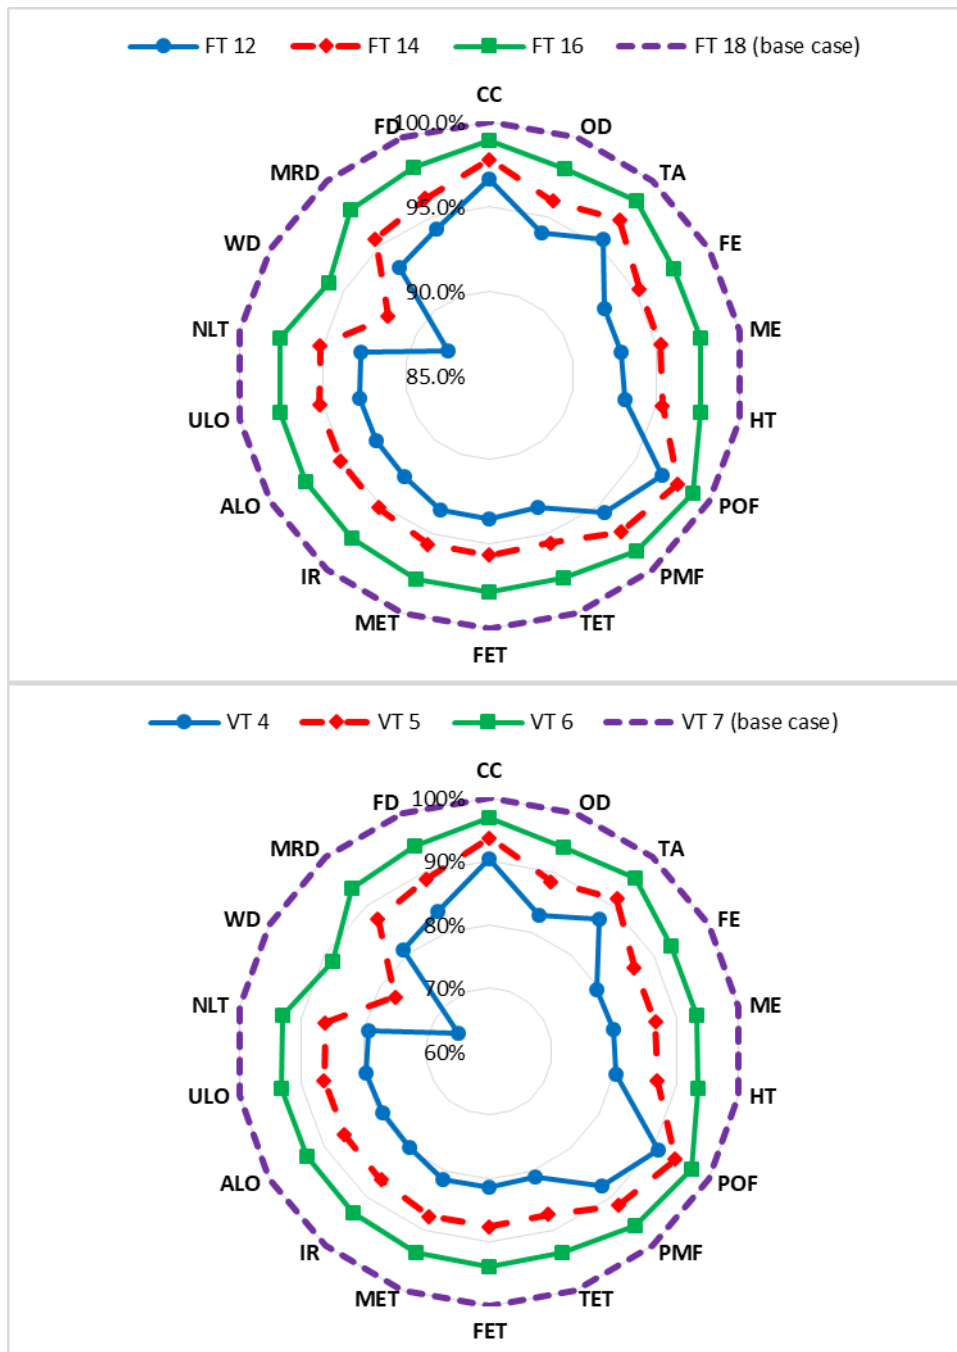 FT 12 FT 14 FT 16 FT 18 (base case)
CC
FD 100.0% OD
MRD TA
95.0%
WD FE
90.0%
NLT ME
85.0%
ULO HT
ALO POF
IR PMF
MET TET
FET
VT 4 VT 5 VT 6 VT 7 (base case)
CC
FD 100% OD
MRD TA
90%
WD FE
80%
NLT 70% ME
60%
ULO HT
ALO POF
IR PMF
MET TET
FET